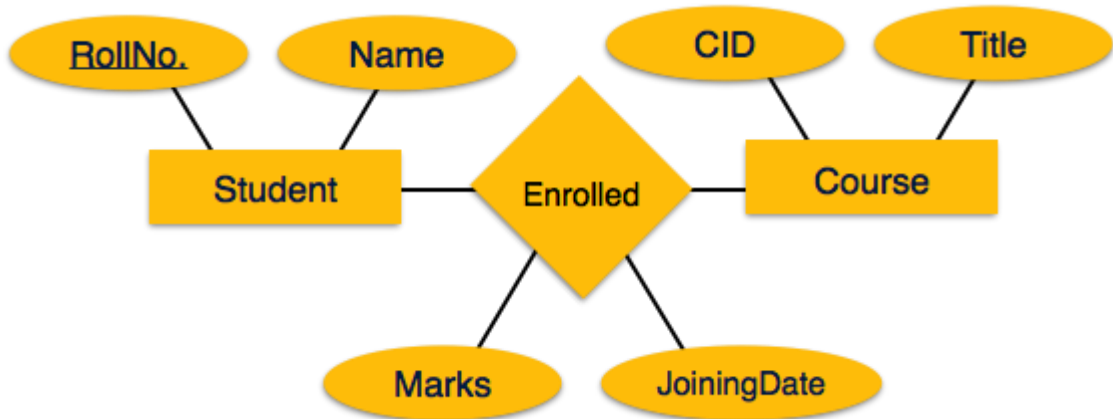 RollNo.
Name
CID
Title
Student
Enrolled
Course
Marks
JoiningDate